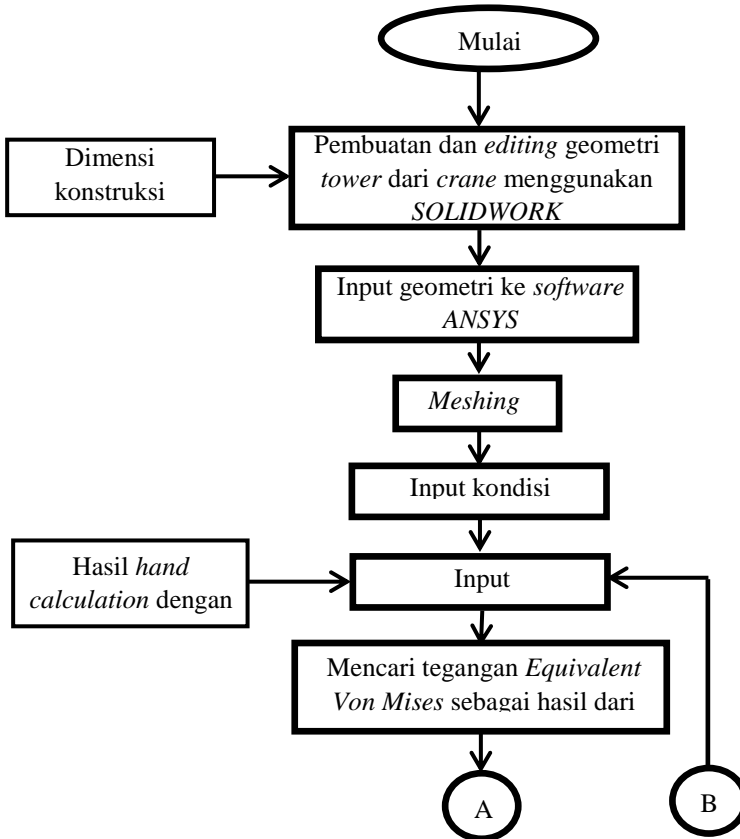 Mulai
Dimensi
konstruksi
Pembuatan dan editing geometri
tower dari crane menggunakan
SOLIDWORK
Input geometri ke software
ANSYS
Meshing
Input kondisi
Hasil hand
calculation dengan
Input
Mencari tegangan Equivalent
Von Mises sebagai hasil dari
A
B